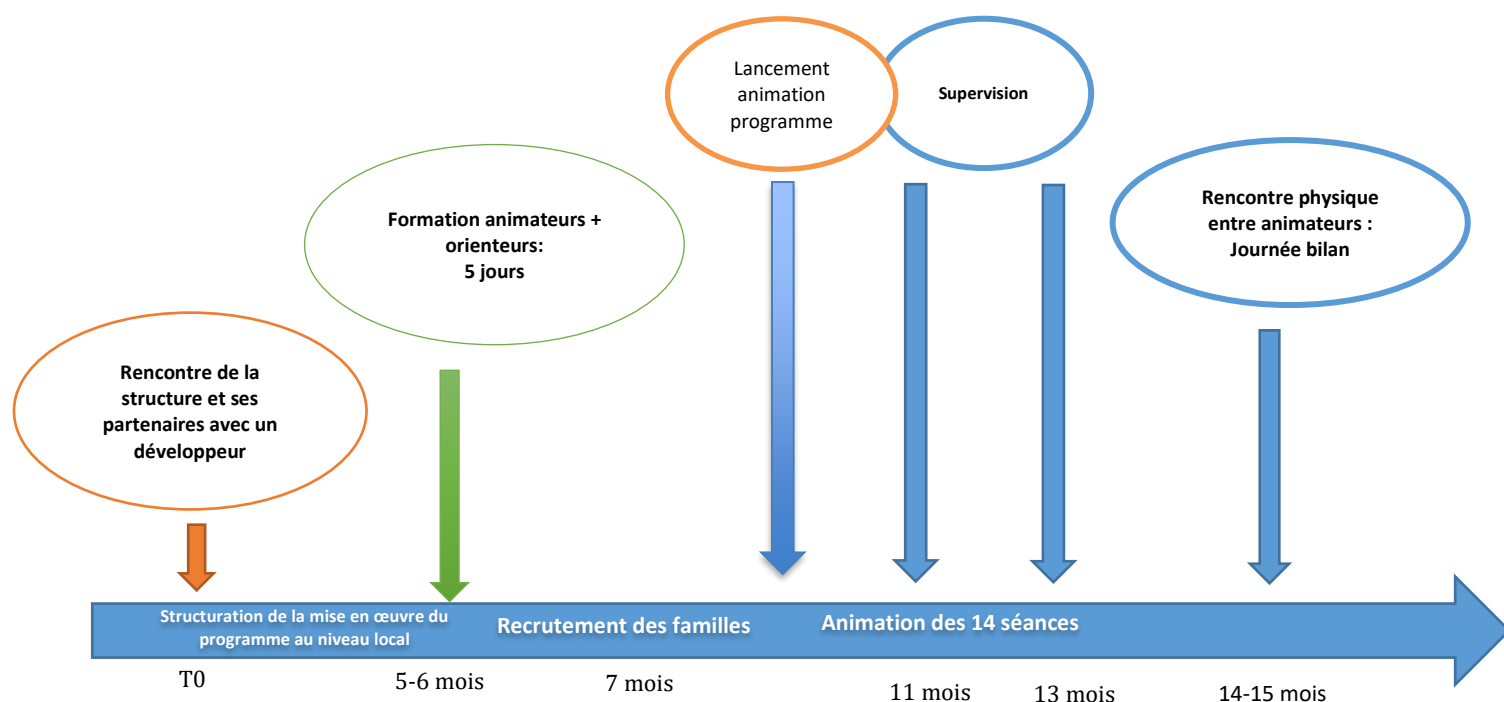 Lancement
animation
programme
Supervision
Formation animateurs +
orienteurs:
5 jours
Rencontre physique
entre animateurs :
Journée bilan
Rencontre de la
structure et ses
partenaires avec un
développeur
Structuration de la mise en œuvre du
programme au niveau local
Recrutement des familles
Animation des 14 séances
T0
5-6 mois
7 mois
11 mois
13 mois
14-15 mois